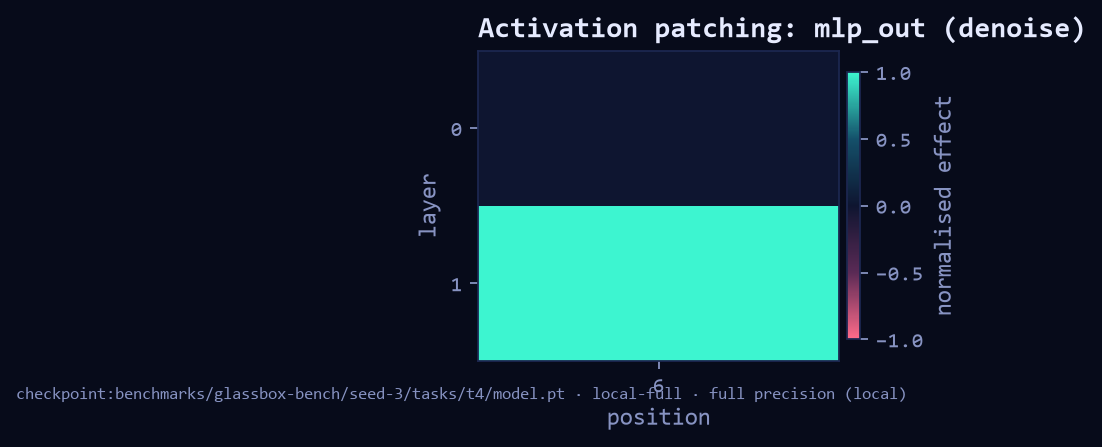 Activation patching: mlp_out (denoise)
layer
0
1
1.0
0.5
0.0
−0.5
−1.0
normalised effect
6
checkpoint:benchmarks/glassbox-bench/seed-3/tasks/t4/model.pt · local-full · full precision (local)
position